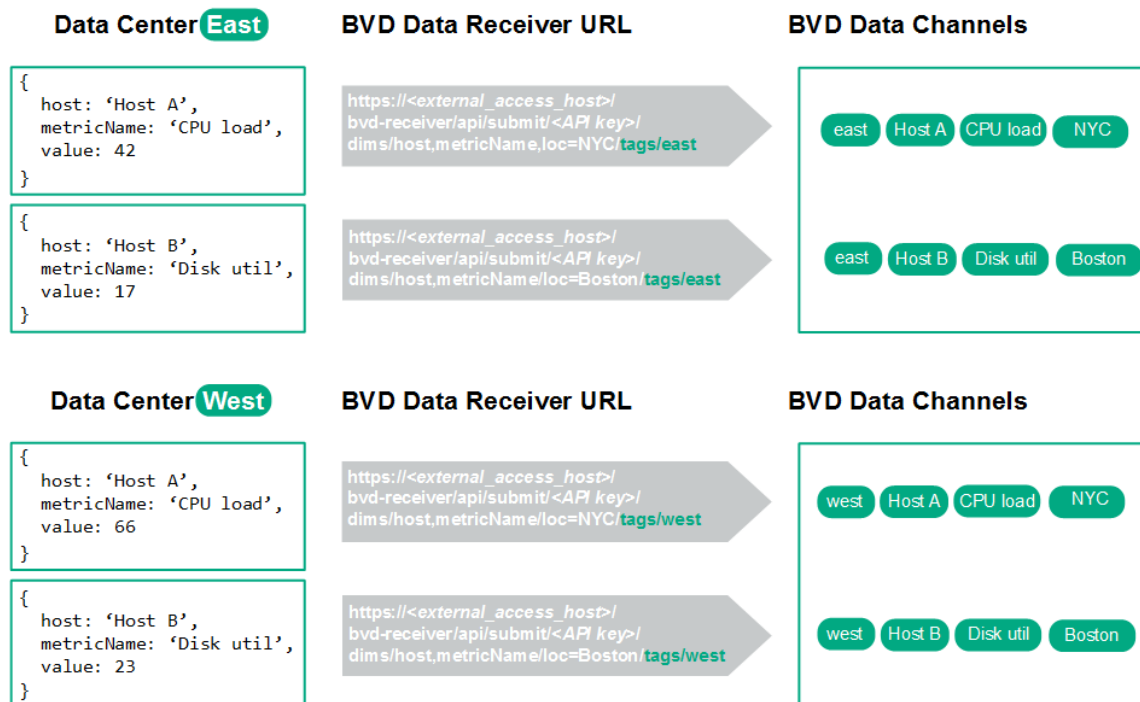 Data Center East
BVD Data Receiver URL
BVD Data Channels
{
host: ‘Host A’,
metricName: ‘CPU load’,
value: 42
}
https://<external_access_host>/
bvd-receiver/api/submit/<API key>/
dims/host,metricName,loc=NYC/tags/east
east Host A CPU load NYC
{
host: ‘Host B’,
metricName: ‘Disk util’,
value: 17
}
https://<external_access_host>/
bvd-receiver/api/submit/<API key>/
dims/host,metricName/loc=Boston/tags/east
east Host B Disk util Boston
Data Center West
BVD Data Receiver URL
BVD Data Channels
{
host: ‘Host A’,
metricName: ‘CPU load’,
value: 66
}
https://<external_access_host>/
bvd-receiver/api/submit/<API key>/
dims/host,metricName/loc=NYC/tags/west
west Host A CPU load NYC
{
host: ‘Host B’,
metricName: ‘Disk util’,
value: 23
}
https://<external_access_host>/
bvd-receiver/api/submit/<API key>/
dims/host,metricName/loc=Boston/tags/west
west Host B Disk util Boston